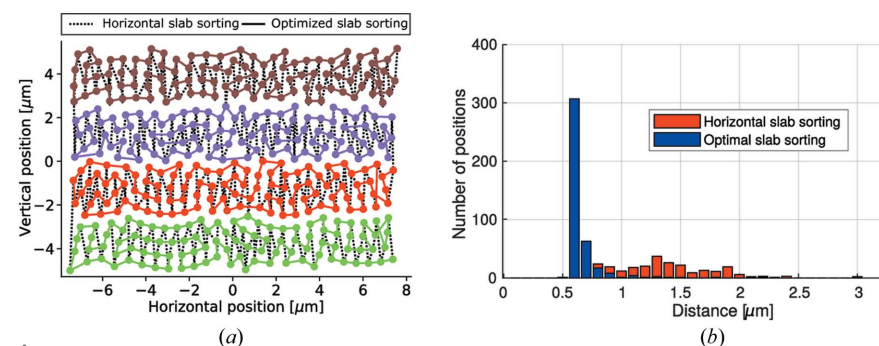 Horizontal slab sorting Optimized slab sorting
4
2
0
−2
−4
Vertical position [μm]
−6 −4 −2 0 2 4 6 8
Horizontal position [μm]
(a)
400
300
200
100
0
Number of positions
Horizontal slab sorting
Optimal slab sorting
0 0.5 1 1.5 2 2.5 3
Distance [μm]
(b)